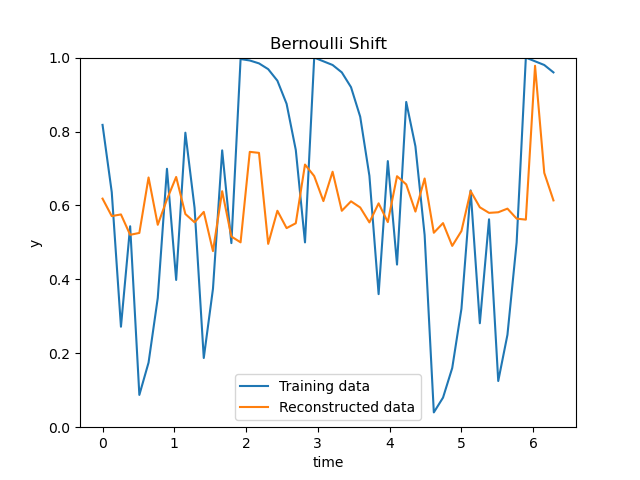 Bernoulli Shift
1.0
0.8
0.6
0.4
0.2
0.0
y
Training data
Reconstructed data
0 1 2 3 4 5 6
time